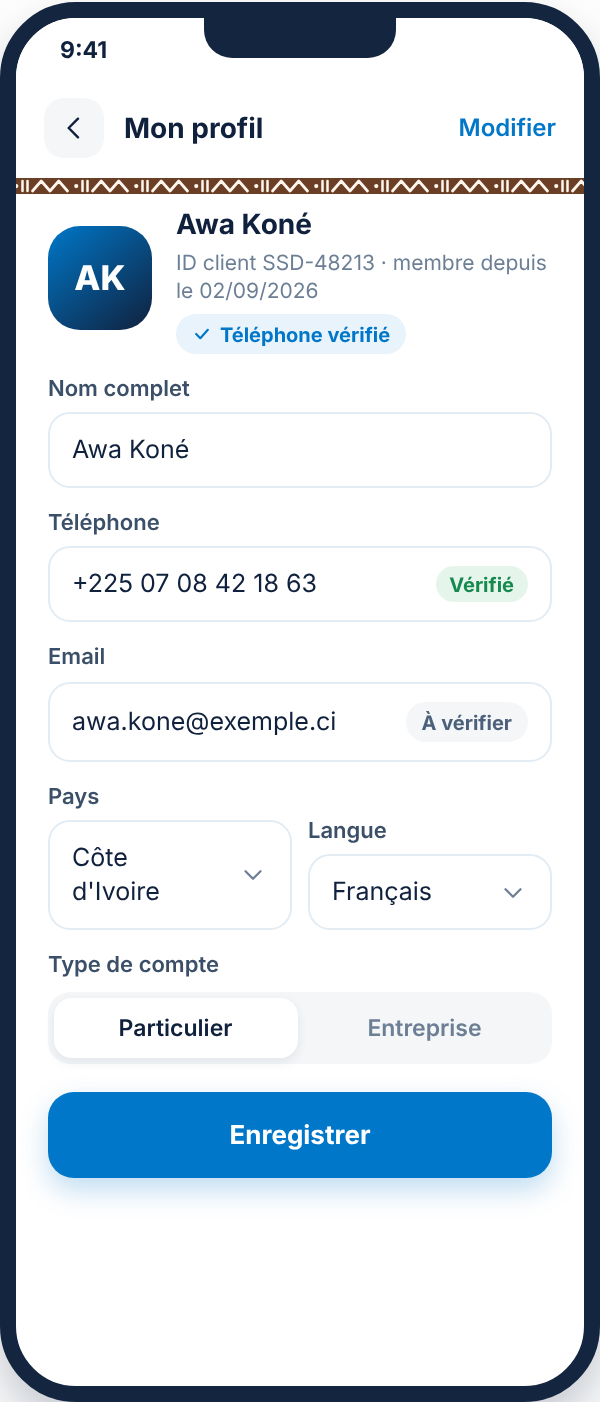 9:41
Mon profil
Modifier
AK
Awa Koné
ID client SSD-48213 · membre depuis
le 02/09/2026
Téléphone vérifié
Nom complet
Awa Koné
Téléphone
+225 07 08 42 18 63
Vérifié
Email
awa.kone@exemple.ci
À vérifier
Pays
Côte
d'Ivoire
Langue
Français
Type de compte
Particulier
Entreprise
Enregistrer